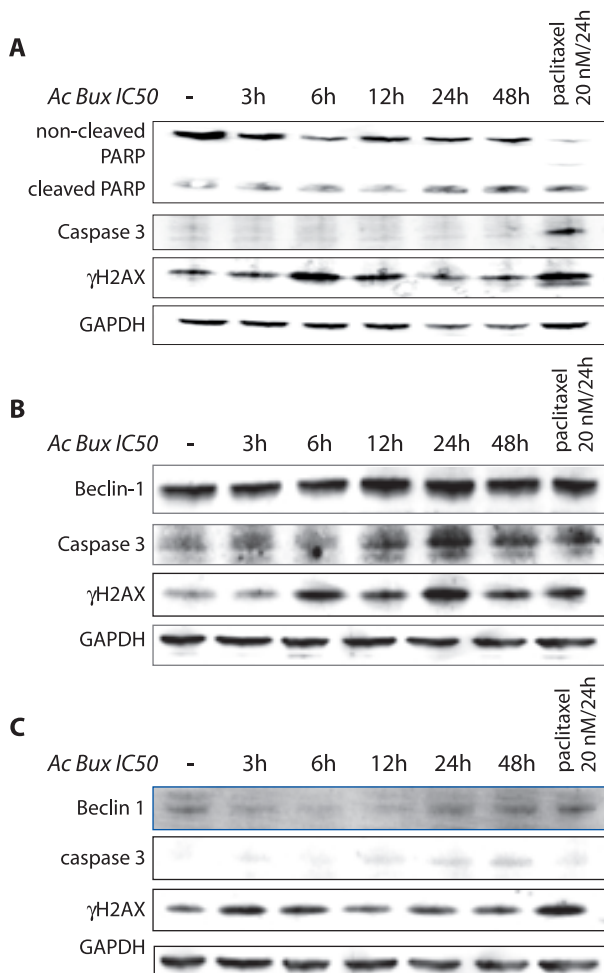 A
paclitaxel
20 nM/24h
Ac Bux IC50 - 3h 6h 12h 24h 48h
non-cleaved
PARP
cleaved PARP
Caspase 3
γH2AX
GAPDH
B
paclitaxel
20 nM/24h
Ac Bux IC50 - 3h 6h 12h 24h 48h
Beclin-1
Caspase 3
γH2AX
GAPDH
C
paclitaxel
20 nM/24h
Ac Bux IC50 - 3h 6h 12h 24h 48h
Beclin 1
caspase 3
γH2AX
GAPDH